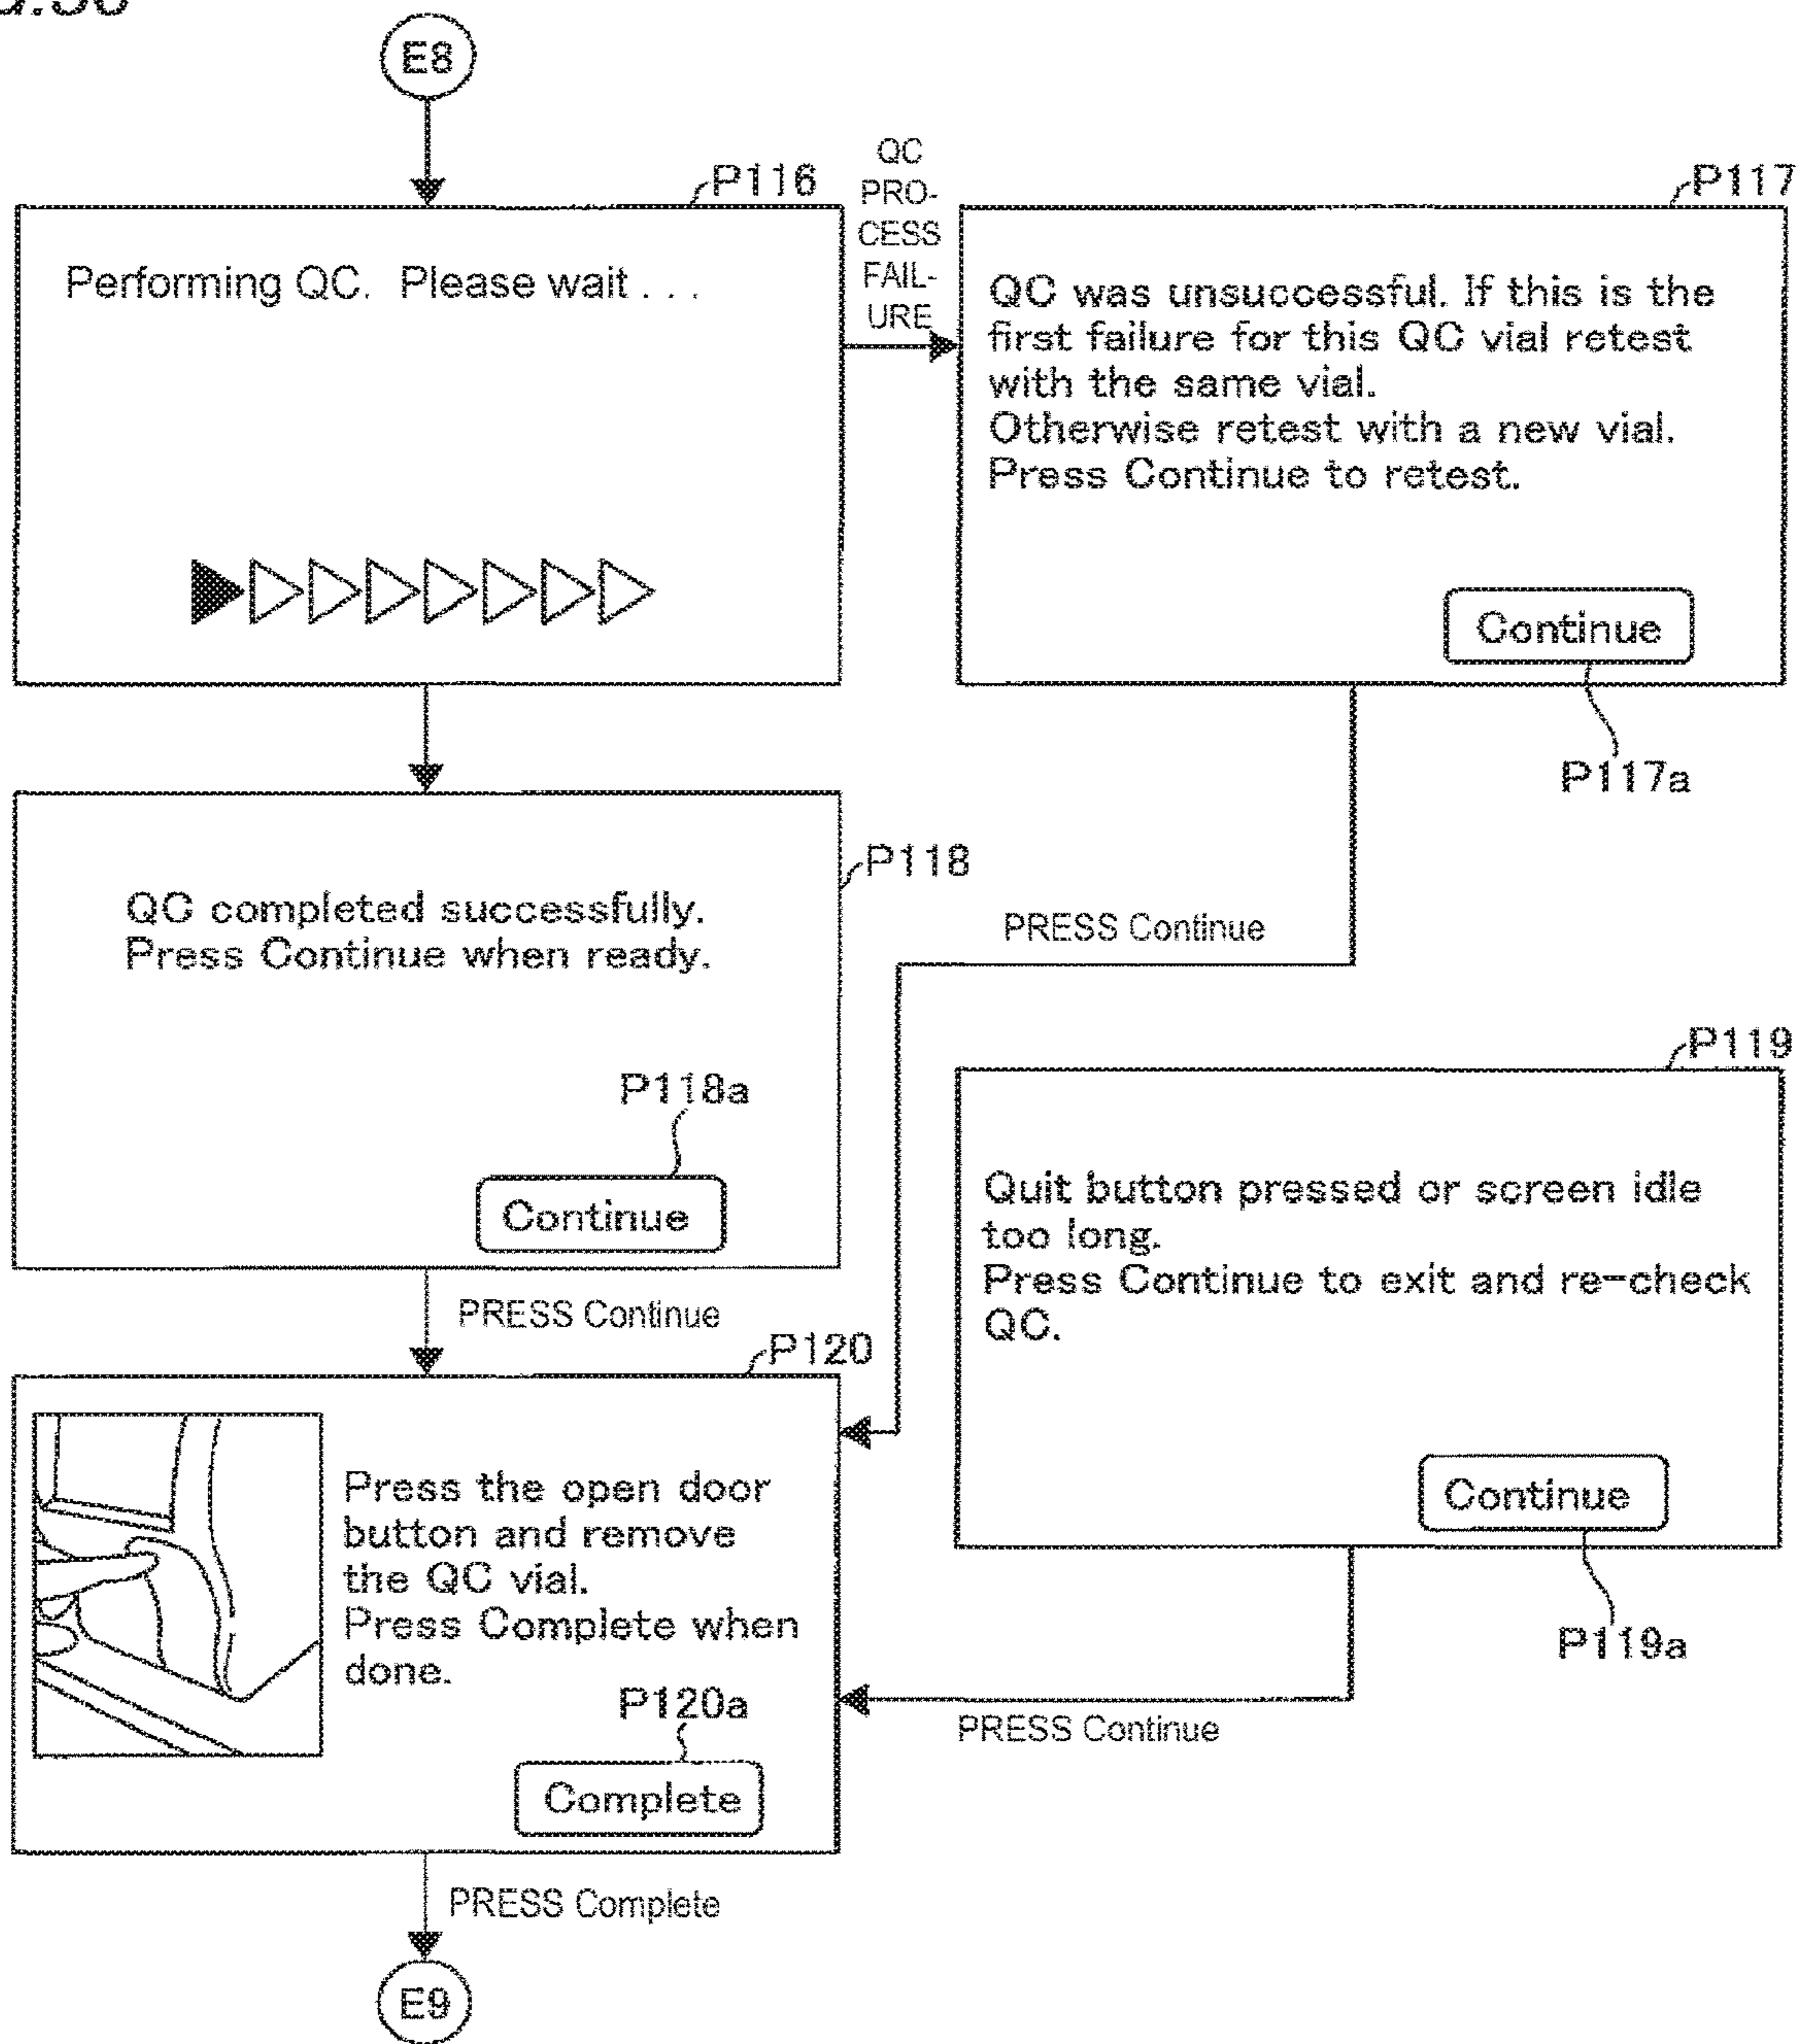 E8
P116
Performing QC. Please wait . . .
QC
PRO-
CESS
FAIL-
URE
P117
QC was unsuccessful. If this is the
first failure for this QC vial retest
with the same vial.
Otherwise retest with a new vial.
Press Continue to retest.
Continue
P117a
P118
QC completed successfully.
Press Continue when ready.
P118a
Continue
PRESS Continue
PRESS Continue
P119
Quit button pressed or screen idle
too long.
Press Continue to exit and re-check
QC.
Continue
P119a
PRESS Continue
P120
Press the open door
button and remove
the QC vial.
Press Complete when
done.
P120a
Complete
PRESS Complete
E9